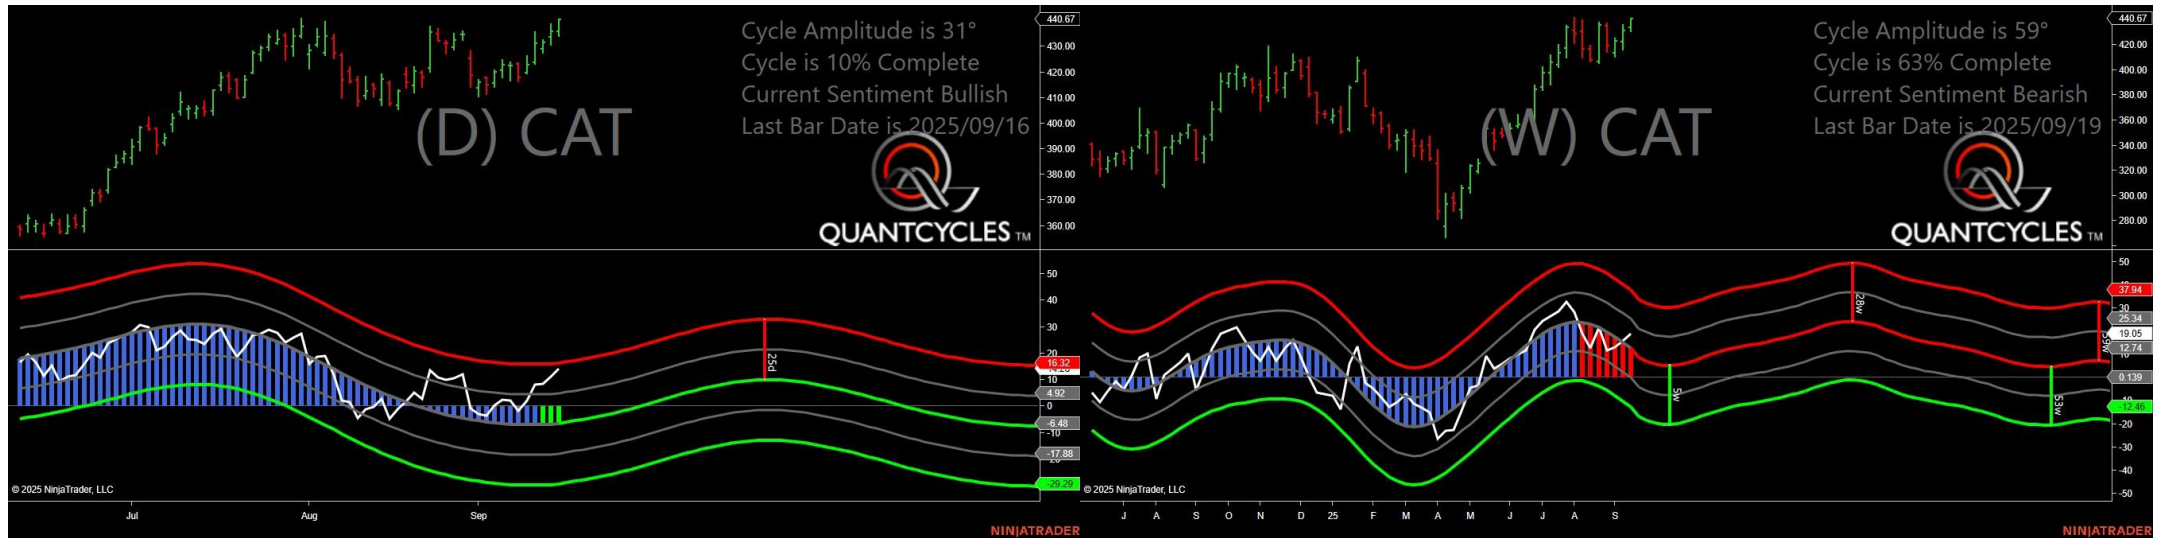 440.67
430.00
420.00
410.00
400.00
390.00
380.00
370.00
360.00
Cycle Amplitude is 31°
Cycle is 10% Complete
Current Sentiment Bullish
Last Bar Date is 2025/09/16
(D) CAT
QUANTCYCLES TM
50
40
30
20
16.32
10
4.92
0
-6.48
-10
-17.88
-29.29
25d
© 2025 NinjaTrader, LLC
Jul
Aug
Sep
NINJATRADER
440.67
420.00
400.00
380.00
360.00
340.00
320.00
300.00
280.00
Cycle Amplitude is 59°
Cycle is 63% Complete
Current Sentiment Bearish
Last Bar Date is 2025/09/19
(W) CAT
QUANTCYCLES TM
50
37.94
30
25.34
19.05
12.74
0.139
-12.46
-20
-30
-40
-50
28w
5w
53w
© 2025 NinjaTrader, LLC
J A S O N D 25 F M A M J J A S
NINJATRADER